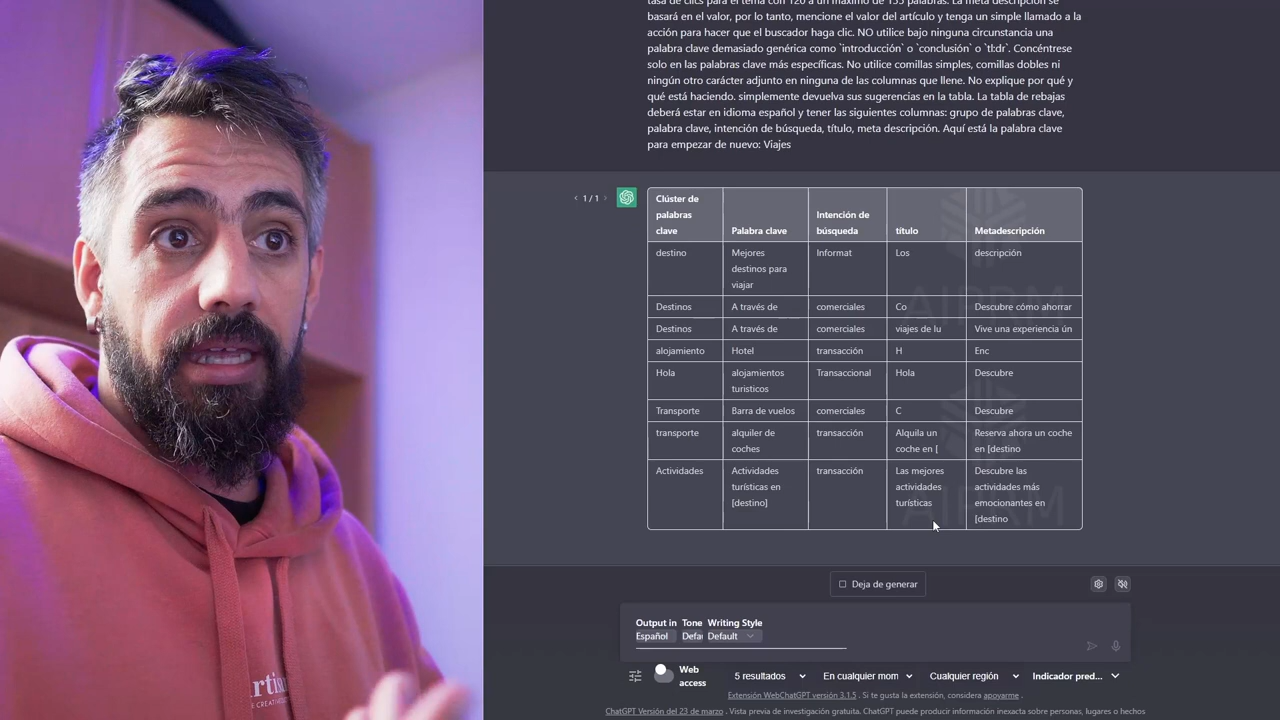 tasa de clics para el tema con 120 a un máximo de 155 palabras. La meta descripción se
basará en el valor, por lo tanto, mencione el valor del artículo y tenga un simple llamado a la
acción para hacer que el buscador haga clic. NO utilice bajo ninguna circunstancia una
palabra clave demasiado genérica como `introducción` o `conclusión` o `tl:dr`. Concéntrese
solo en las palabras clave más específicas. No utilice comillas simples, comillas dobles ni
ningún otro carácter adjunto en ninguna de las columnas que llene. No explique por qué y
qué está haciendo. simplemente devuelva sus sugerencias en la tabla. La tabla de rebajas
deberá estar en idioma español y tener las siguientes columnas: grupo de palabras clave,
palabra clave, intención de búsqueda, título, meta descripción. Aquí está la palabra clave
para empezar de nuevo: Viajes
< 1 / 1 >
Clúster de palabras clave Palabra clave Intención de búsqueda título Metadescripción
destino Mejores destinos para viajar Informat Los descripción
Destinos A través de comerciales Co Descubre cómo ahorrar
Destinos A través de comerciales viajes de lu Vive una experiencia ún
alojamiento Hotel transacción H Enc
Hola alojamientos turisticos Transaccional Hola Descubre
Transporte Barra de vuelos comerciales C Descubre
transporte alquiler de coches transacción Alquila un coche en [ Reserva ahora un coche en [destino
Actividades Actividades turísticas en [destino] transacción Las mejores actividades turísticas Descubre las actividades más emocionantes en [destino
AIPRM
AIPRM
Deja de generar
Output in Tone Writing Style
Español Defau Default
Web access 5 resultados En cualquier mom Cualquier región Indicador pred...
Extensión WebChatGPT versión 3.1.5 . Si te gusta la extensión, considera apoyarme .
ChatGPT Versión del 23 de marzo . Vista previa de investigación gratuita. ChatGPT puede producir información inexacta sobre personas, lugares o hechos